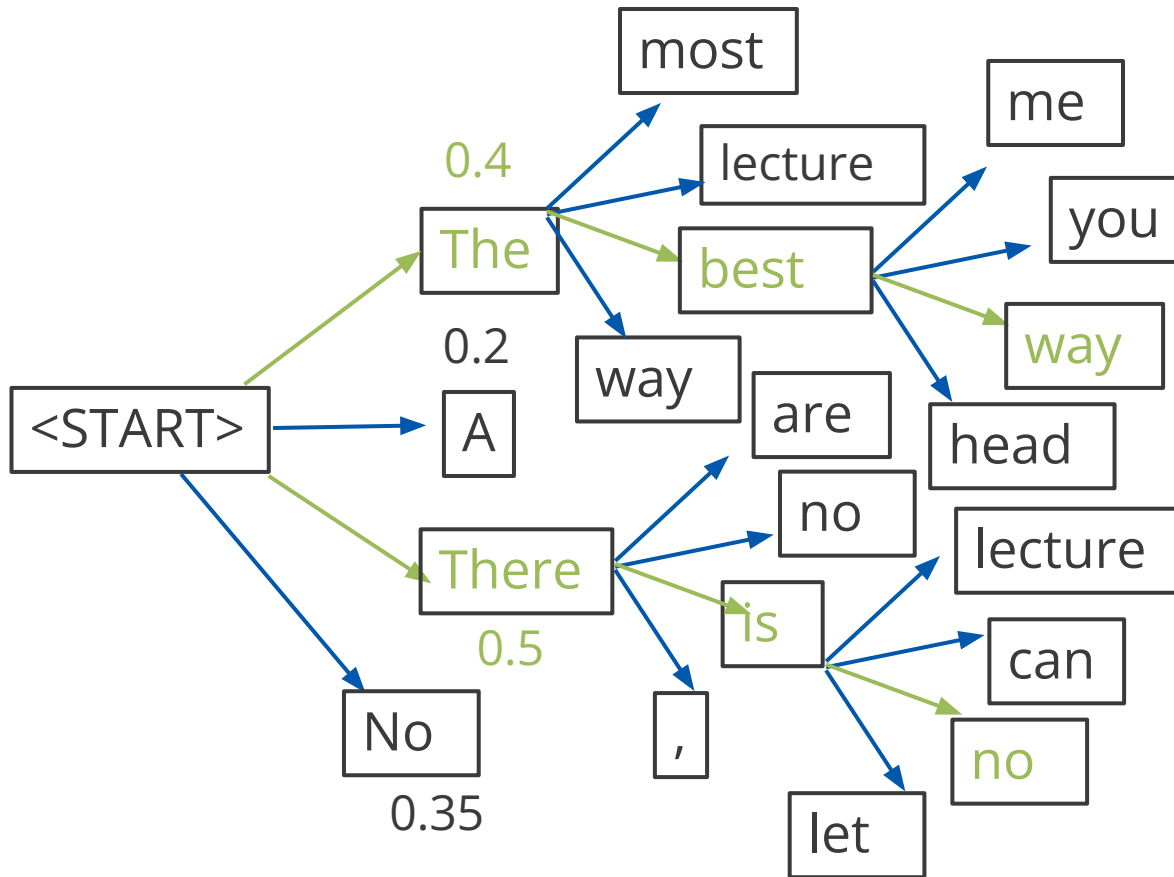 most
me
0.4
lecture
The
you
best
0.2
way
way
are
<START>
A
head
no
lecture
There
is
0.5
can
No
,
no
0.35
let